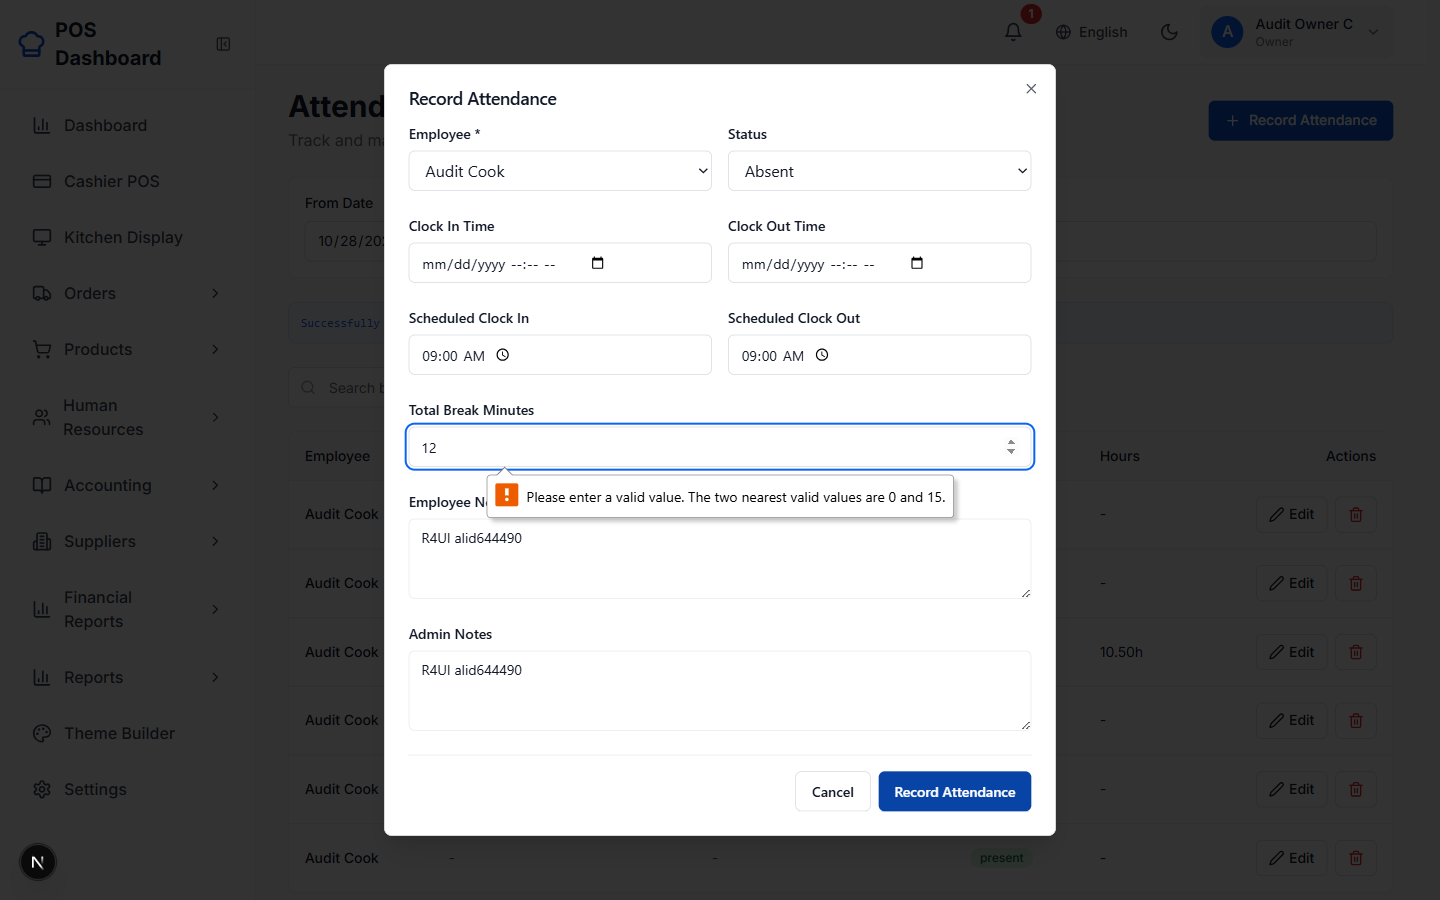 POS
Dashboard
1
English
A
Audit Owner C
Owner
Dashboard
Cashier POS
Kitchen Display
Orders
Products
Human
Resources
Accounting
Suppliers
Financial
Reports
Reports
Theme Builder
Settings
N
Attend
Track and ma
+ Record Attendance
From Date
10/28/20
Successfully
Search b
Employee
Hours
Actions
Audit Cook
-
Edit
Audit Cook
-
Edit
Audit Cook
10.50h
Edit
Audit Cook
-
Edit
Audit Cook
-
Edit
Audit Cook
-
-
present
-
Edit
Record Attendance
Employee *
Status
Audit Cook
Absent
Clock In Time
Clock Out Time
mm/dd/yyyy --:-- --
mm/dd/yyyy --:-- --
Scheduled Clock In
Scheduled Clock Out
09:00 AM
09:00 AM
Total Break Minutes
12
Please enter a valid value. The two nearest valid values are 0 and 15.
Employee No
R4UI alid644490
Admin Notes
R4UI alid644490
Cancel
Record Attendance